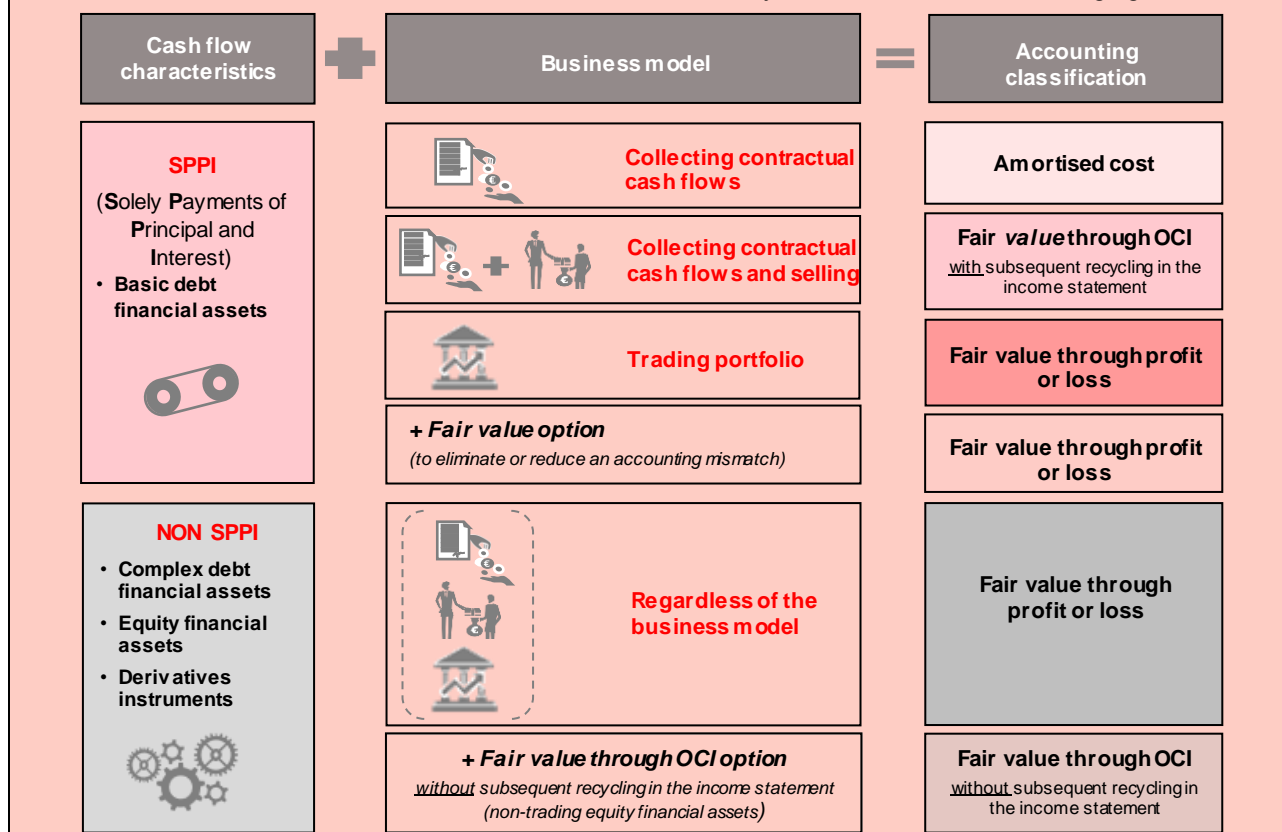 Cash flow
characteristics
Business model
Accounting
classification
SPPI
(Solely Payments of
Principal and
Interest)
• Basic debt
financial assets
Collecting contractual
cash flows
Amortised cost
Collecting contractual
cash flows and selling
Fair value through OCI
with subsequent recycling in the
income statement
Trading portfolio
Fair value through profit
or loss
+ Fair value option
(to eliminate or reduce an accounting mismatch)
Fair value through profit
or loss
NON SPPI
• Complex debt
financial assets
• Equity financial
assets
• Derivatives
instruments
Regardless of the
business model
Fair value through
profit or loss
+ Fair value through OCI option
without subsequent recycling in the income statement
(non-trading equity financial assets)
Fair value through OCI
without subsequent recycling in
the income statement